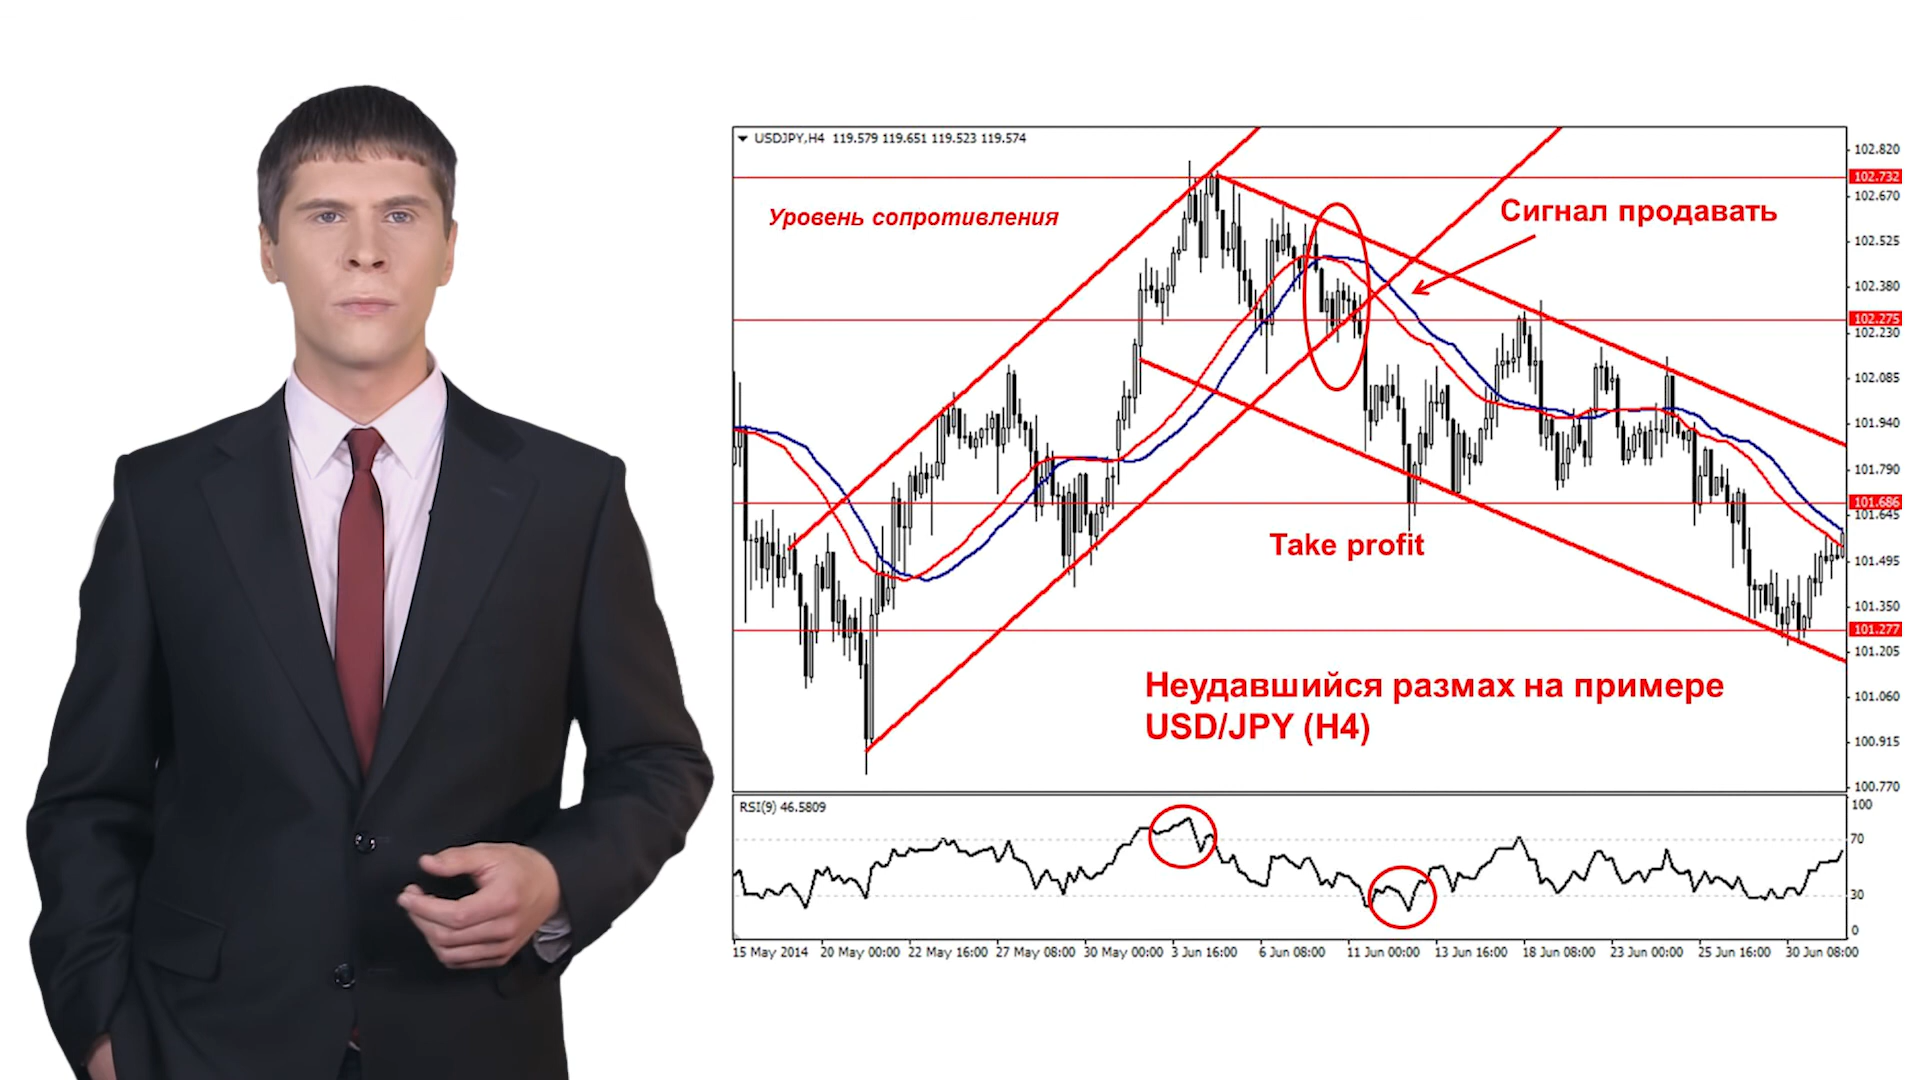 USDJPY,H4 119.579 119.651 119.523 119.574
102.820
102.732
102.670
Уровень сопротивления
Сигнал продавать
102.525
102.380
102.275
102.230
102.085
101.940
101.790
101.686
101.645
Take profit
101.495
101.350
101.277
101.205
Неудавшийся размах на примере
USD/JPY (H4)
101.060
100.915
100.770
RSI(9) 46.5809
100
70
30
0
15 May 2014 20 May 00:00 22 May 16:00 27 May 08:00 30 May 00:00 3 Jun 16:00 6 Jun 08:00 11 Jun 00:00 13 Jun 16:00 18 Jun 08:00 23 Jun 00:00 25 Jun 16:00 30 Jun 08:00